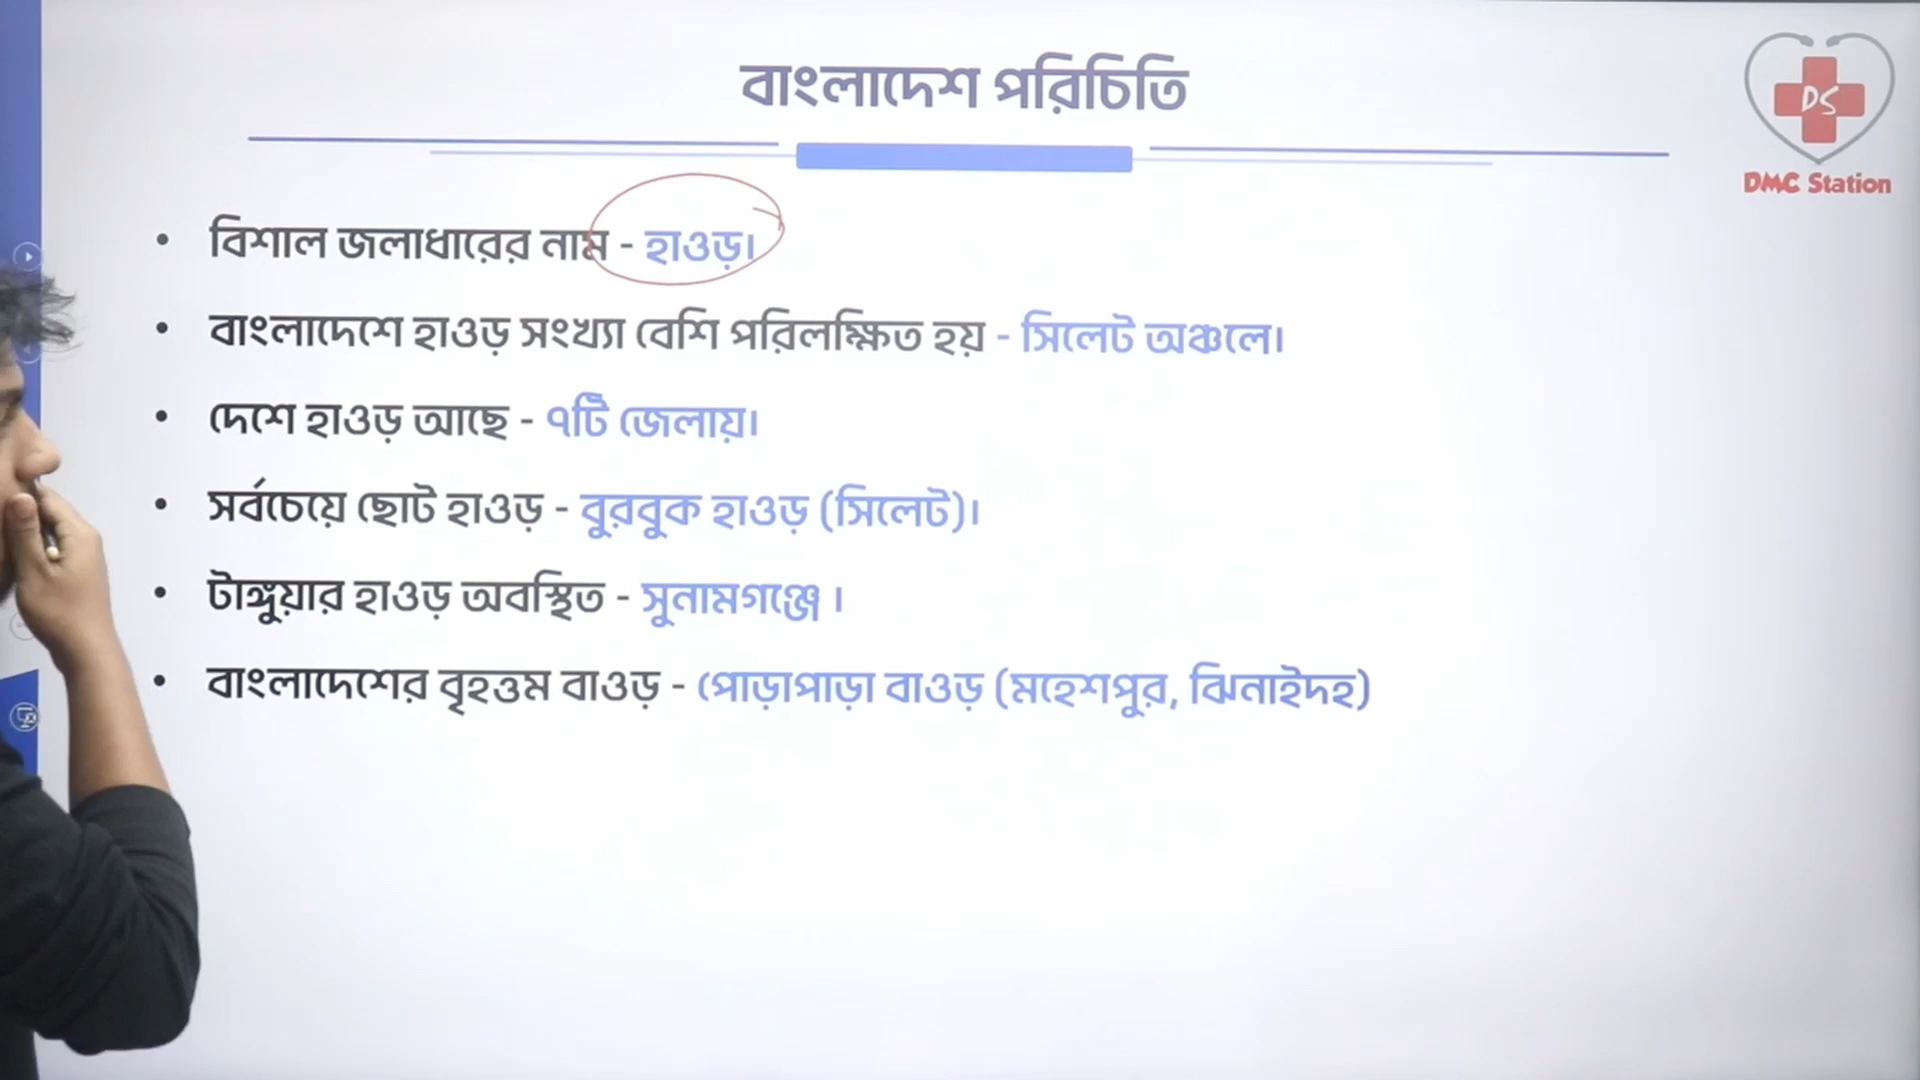 বাংলাদেশ পরিচিতি
DS
DMC Station
• বিশাল জলাধারের নাম - হাওড়।
• বাংলাদেশে হাওড় সংখ্যা বেশি পরিলক্ষিত হয় - সিলেট অঞ্চলে।
• দেশে হাওড় আছে - ৭টি জেলায়।
• সর্বচেয়ে ছোট হাওড় - বুরবুক হাওড় (সিলেট)।
• টাঙ্গুয়ার হাওড় অবস্থিত - সুনামগঞ্জে ।
• বাংলাদেশের বৃহত্তম বাওড় - পোড়াপাড়া বাওড় (মহেশপুর, ঝিনাইদহ)